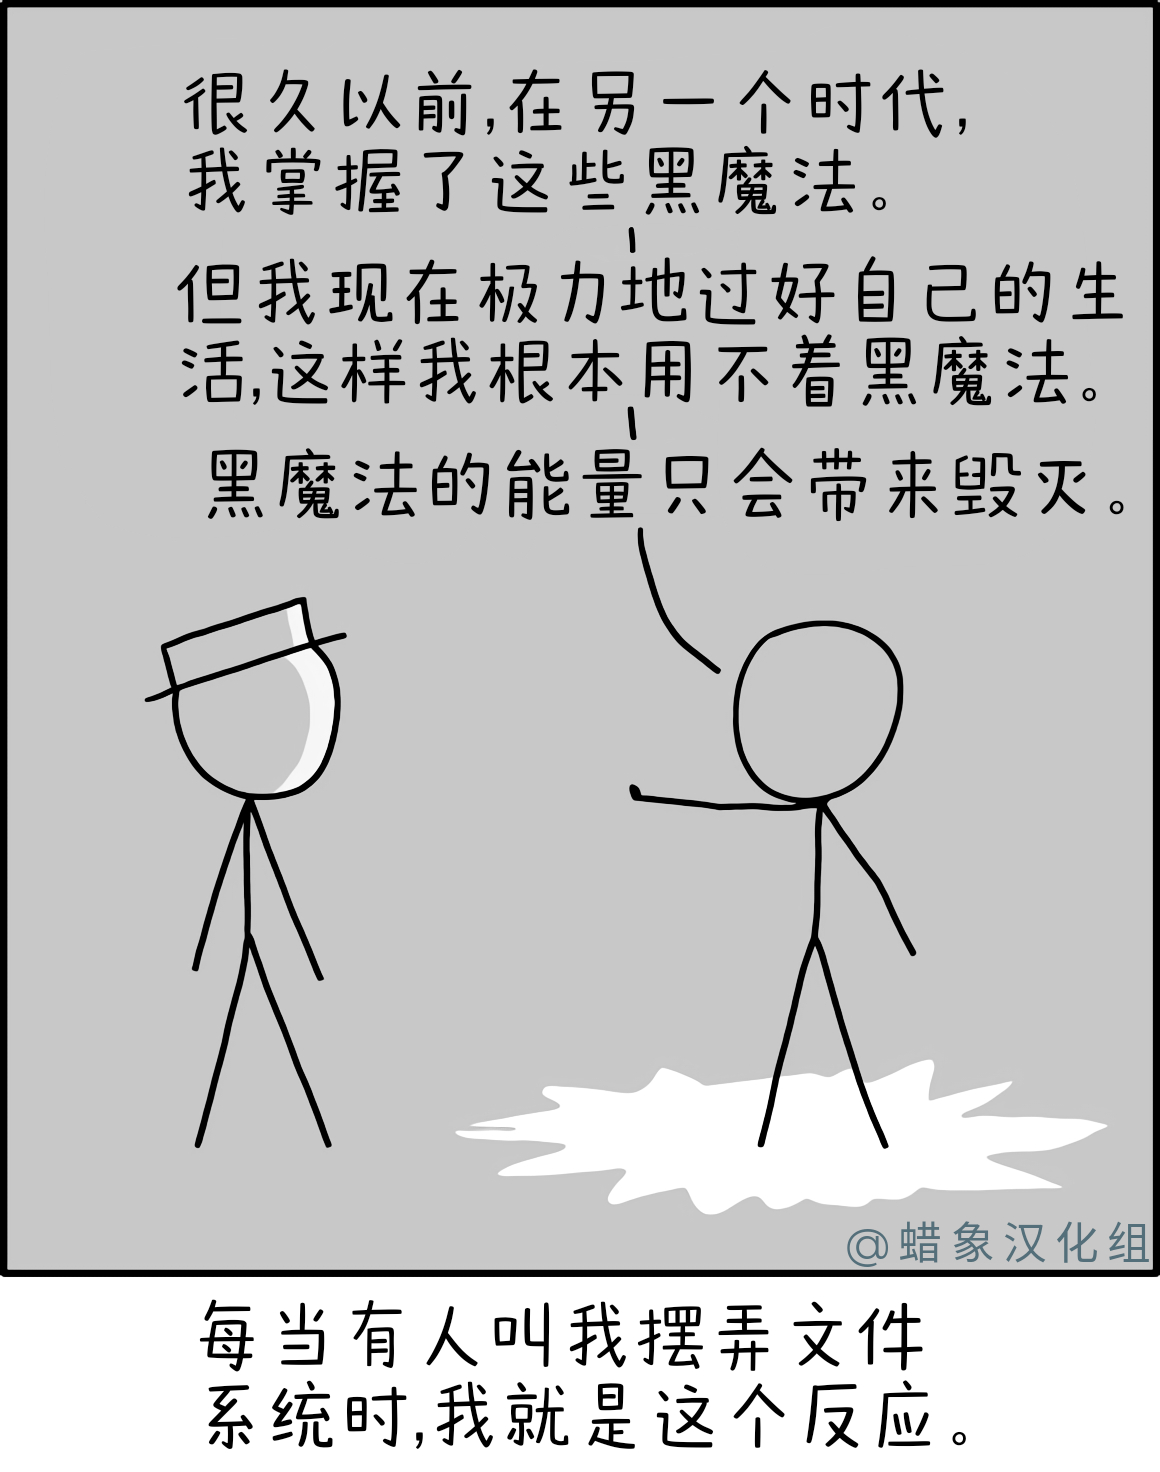 很久以前,在另一个时代,
我掌握了这些黑魔法。
但我现在极力地过好自己的生
活,这样我根本用不着黑魔法。
黑魔法的能量只会带来毁灭。
@蜡象汉化组
每当有人叫我摆弄文件
系统时,我就是这个反应。